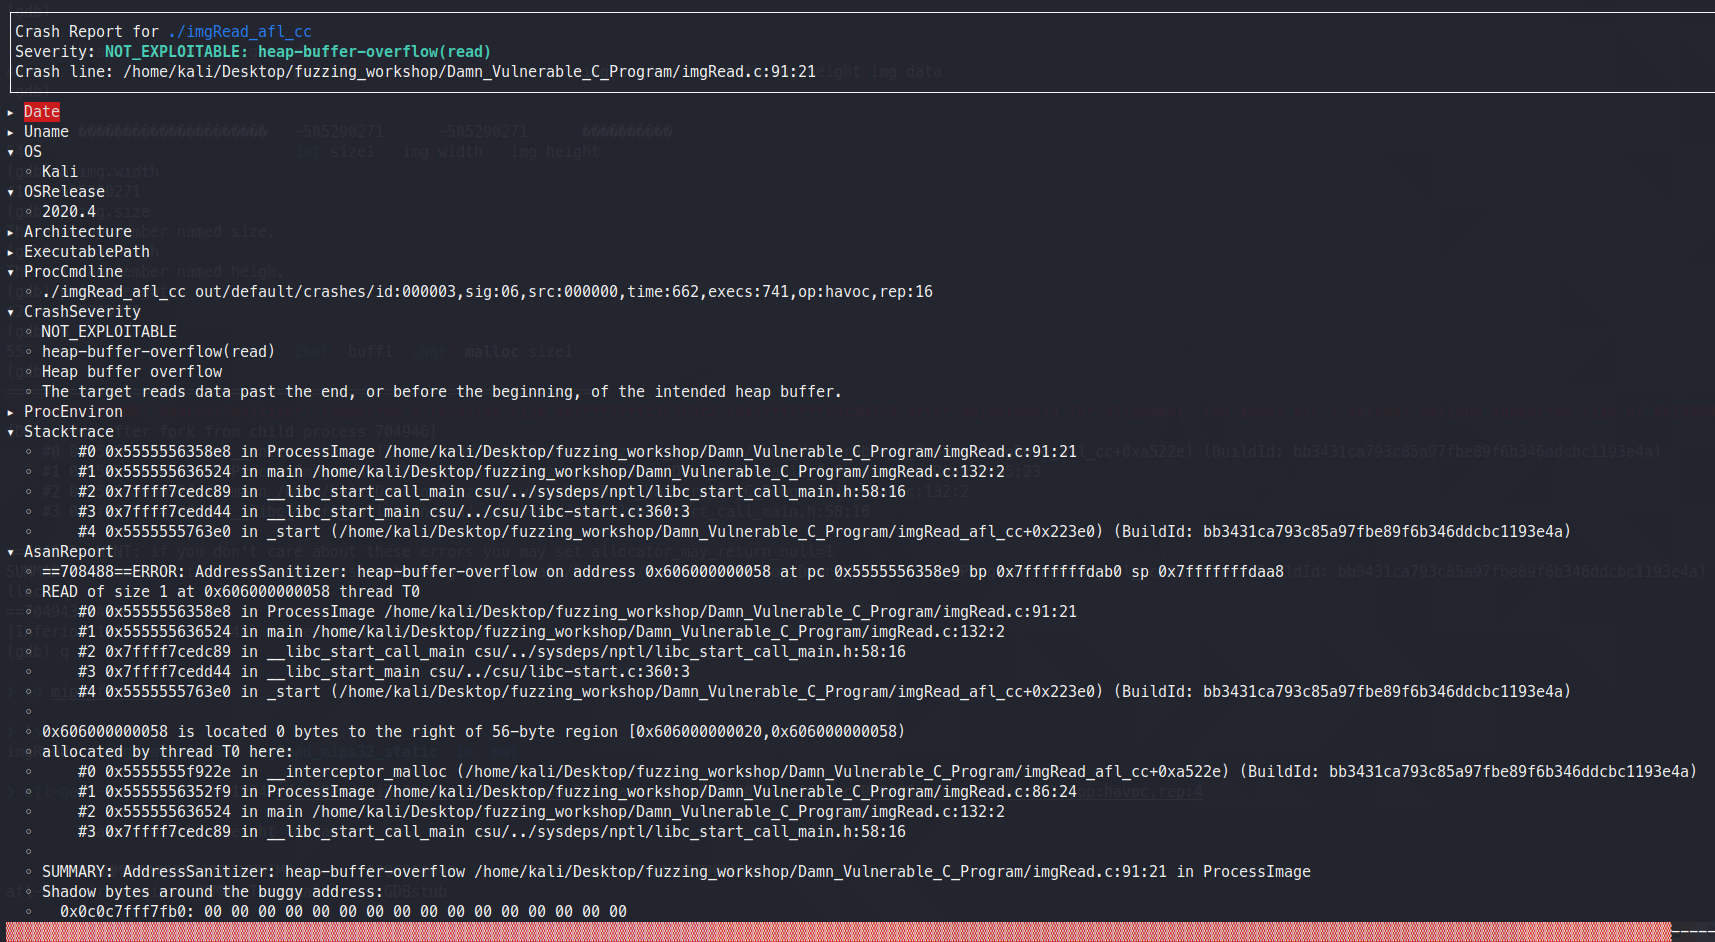 Crash Report for ./imgRead_afl_cc
Severity: NOT_EXPLOITABLE: heap-buffer-overflow(read)
Crash line: /home/kali/Desktop/fuzzing_workshop/Damn_Vulnerable_C_Program/imgRead.c:91:21
▸ Date
▸ Uname
▾ OS
◦ Kali
▾ OSRelease
◦ 2020.4
▸ Architecture
▸ ExecutablePath
▾ ProcCmdline
◦ ./imgRead_afl_cc out/default/crashes/id:000003,sig:06,src:000000,time:662,execs:741,op:havoc,rep:16
▾ CrashSeverity
◦ NOT_EXPLOITABLE
◦ heap-buffer-overflow(read)
◦ Heap buffer overflow
◦ The target reads data past the end, or before the beginning, of the intended heap buffer.
▸ ProcEnviron
▾ Stacktrace
◦ #0 0x5555556358e8 in ProcessImage /home/kali/Desktop/fuzzing_workshop/Damn_Vulnerable_C_Program/imgRead.c:91:21
◦ #1 0x555555636524 in main /home/kali/Desktop/fuzzing_workshop/Damn_Vulnerable_C_Program/imgRead.c:132:2
◦ #2 0x7ffff7cedc89 in __libc_start_call_main csu/../sysdeps/nptl/libc_start_call_main.h:58:16
◦ #3 0x7ffff7cedd44 in __libc_start_main csu/../csu/libc-start.c:360:3
◦ #4 0x5555555763e0 in _start (/home/kali/Desktop/fuzzing_workshop/Damn_Vulnerable_C_Program/imgRead_afl_cc+0x223e0) (BuildId: bb3431ca793c85a97fbe89f6b346ddcbc1193e4a)
▾ AsanReport
◦ ==708488==ERROR: AddressSanitizer: heap-buffer-overflow on address 0x606000000058 at pc 0x5555556358e9 bp 0x7fffffffdab0 sp 0x7fffffffdaa8
◦ READ of size 1 at 0x606000000058 thread T0
◦ #0 0x5555556358e8 in ProcessImage /home/kali/Desktop/fuzzing_workshop/Damn_Vulnerable_C_Program/imgRead.c:91:21
◦ #1 0x555555636524 in main /home/kali/Desktop/fuzzing_workshop/Damn_Vulnerable_C_Program/imgRead.c:132:2
◦ #2 0x7ffff7cedc89 in __libc_start_call_main csu/../sysdeps/nptl/libc_start_call_main.h:58:16
◦ #3 0x7ffff7cedd44 in __libc_start_main csu/../csu/libc-start.c:360:3
◦ #4 0x5555555763e0 in _start (/home/kali/Desktop/fuzzing_workshop/Damn_Vulnerable_C_Program/imgRead_afl_cc+0x223e0) (BuildId: bb3431ca793c85a97fbe89f6b346ddcbc1193e4a)
◦
◦ 0x606000000058 is located 0 bytes to the right of 56-byte region [0x606000000020,0x606000000058)
◦ allocated by thread T0 here:
◦ #0 0x5555555f922e in __interceptor_malloc (/home/kali/Desktop/fuzzing_workshop/Damn_Vulnerable_C_Program/imgRead_afl_cc+0xa522e) (BuildId: bb3431ca793c85a97fbe89f6b346ddcbc1193e4a)
◦ #1 0x5555556352f9 in ProcessImage /home/kali/Desktop/fuzzing_workshop/Damn_Vulnerable_C_Program/imgRead.c:86:24
◦ #2 0x555555636524 in main /home/kali/Desktop/fuzzing_workshop/Damn_Vulnerable_C_Program/imgRead.c:132:2
◦ #3 0x7ffff7cedc89 in __libc_start_call_main csu/../sysdeps/nptl/libc_start_call_main.h:58:16
◦
◦ SUMMARY: AddressSanitizer: heap-buffer-overflow /home/kali/Desktop/fuzzing_workshop/Damn_Vulnerable_C_Program/imgRead.c:91:21 in ProcessImage
◦ Shadow bytes around the buggy address:
◦ 0x0c0c7fff7fb0: 00 00 00 00 00 00 00 00 00 00 00 00 00 00 00 00